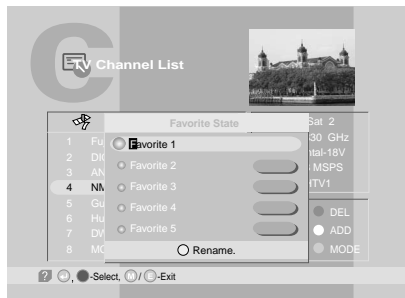 TV Channel List
Favorite State
Sat 2
Favorite 1
30 GHz
1 Fu
tal-18V
2 DI
Favorite 2
MSPS
3 AN
HTV1
4 NM
Favorite 3
5 Gu
Favorite 4
DEL
6 Hu
ADD
7 DW
Favorite 5
MODE
8 MC
Rename.
? , -Select, M / E -Exit